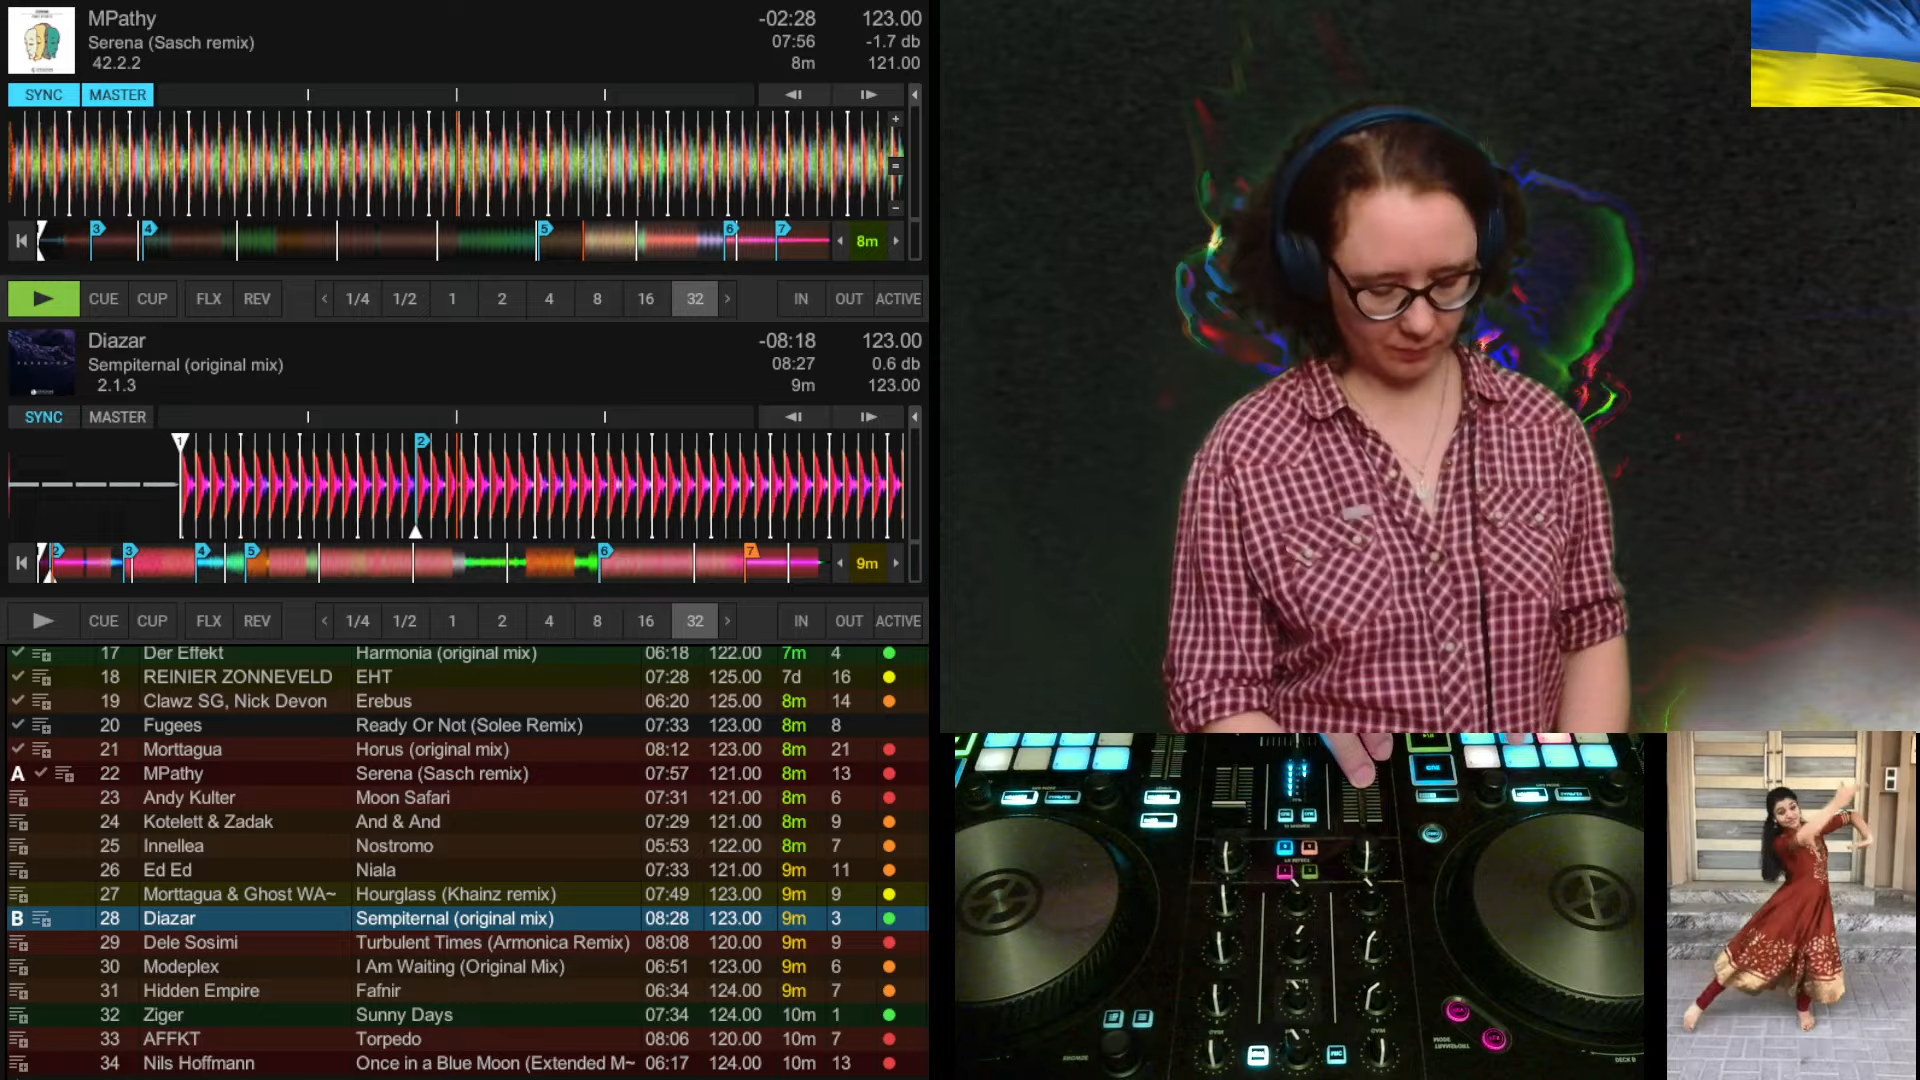 MPathy -02:28 123.00
Serena (Sasch remix) 07:56 -1.7 db
42.2.2 8m 121.00
SYNC MASTER
3 4 5 6 7 8m
CUE CUP FLX REV 1/4 1/2 1 2 4 8 16 32 IN OUT ACTIVE
Diazar -08:18 123.00
Sempiternal (original mix) 08:27 0.6 db
2.1.3 9m 123.00
SYNC MASTER
1 2
2 3 4 5 6 7 9m
CUE CUP FLX REV 1/4 1/2 1 2 4 8 16 32 IN OUT ACTIVE
17 Der Effekt Harmonia (original mix) 06:18 122.00 7m 4
18 REINIER ZONNEVELD EHT 07:28 125.00 7d 16
19 Clawz SG, Nick Devon Erebus 06:20 125.00 8m 14
20 Fugees Ready Or Not (Solee Remix) 07:33 123.00 8m 8
21 Morttagua Horus (original mix) 08:12 123.00 8m 21
A 22 MPathy Serena (Sasch remix) 07:57 121.00 8m 13
23 Andy Kulter Moon Safari 07:31 121.00 8m 6
24 Kotelett & Zadak And & And 07:29 121.00 8m 9
25 Innellea Nostromo 05:53 122.00 8m 7
26 Ed Ed Niala 07:33 121.00 9m 11
27 Morttagua & Ghost WA~ Hourglass (Khainz remix) 07:49 123.00 9m 9
B 28 Diazar Sempiternal (original mix) 08:28 123.00 9m 3
29 Dele Sosimi Turbulent Times (Armonica Remix) 08:08 120.00 9m 9
30 Modeplex I Am Waiting (Original Mix) 06:51 123.00 9m 6
31 Hidden Empire Fafnir 06:34 124.00 9m 7
32 Ziger Sunny Days 07:34 124.00 10m 1
33 AFFKT Torpedo 08:06 120.00 10m 7
34 Nils Hoffmann Once in a Blue Moon (Extended M~ 06:17 124.00 10m 13